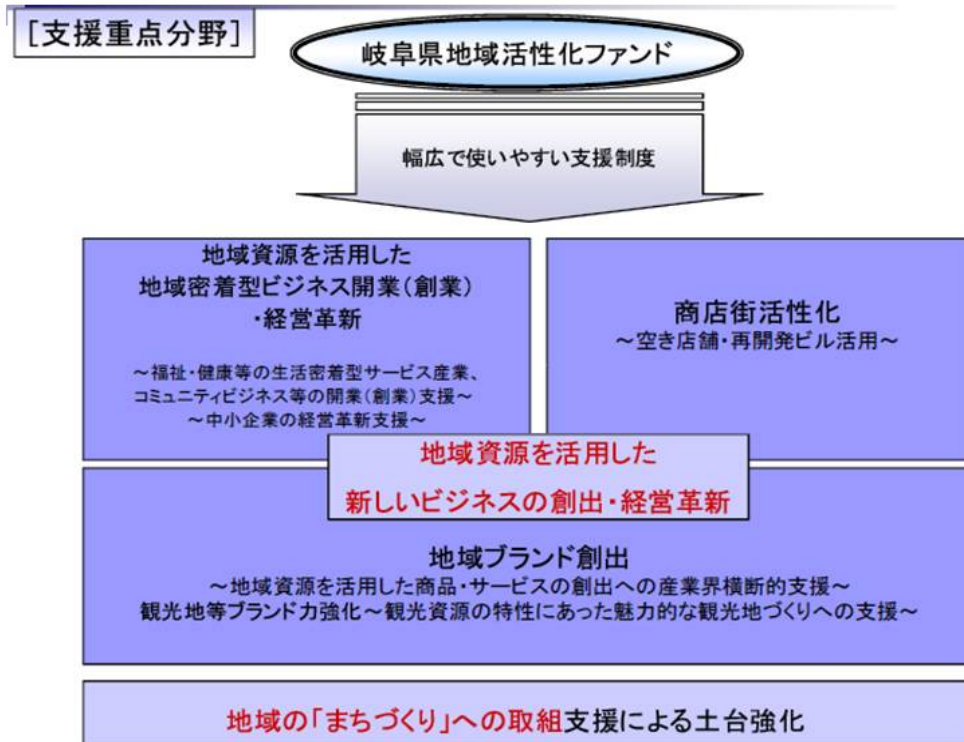 [支援重点分野]
岐阜県地域活性化ファンド
幅広で使いやすい支援制度
地域資源を活用した
地域密着型ビジネス開業(創業)
・経営革新
～福祉・健康等の生活密着型サービス産業、
コミュニティビジネス等の開業(創業)支援～
～中小企業の経営革新支援～
商店街活性化
～空き店舗・再開発ビル活用～
地域資源を活用した
新しいビジネスの創出・経営革新
地域ブランド創出
～地域資源を活用した商品・サービスの創出への産業界横断的支援～
観光地等ブランド力強化～観光資源の特性にあった魅力的な観光地づくりへの支援～
地域の「まちづくり」への取組支援による土台強化